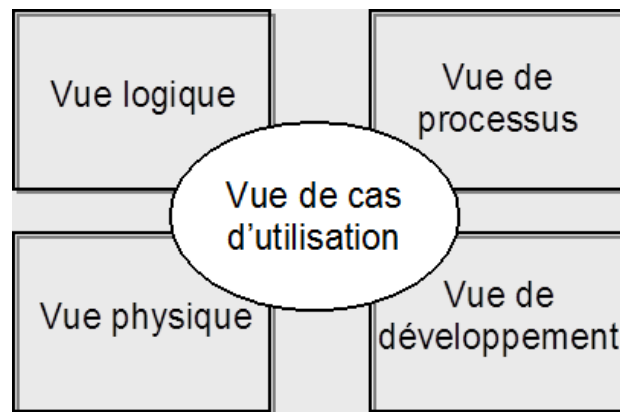 Vue logique
Vue de
processus
Vue de cas
d'utilisation
Vue physique
Vue de
développement